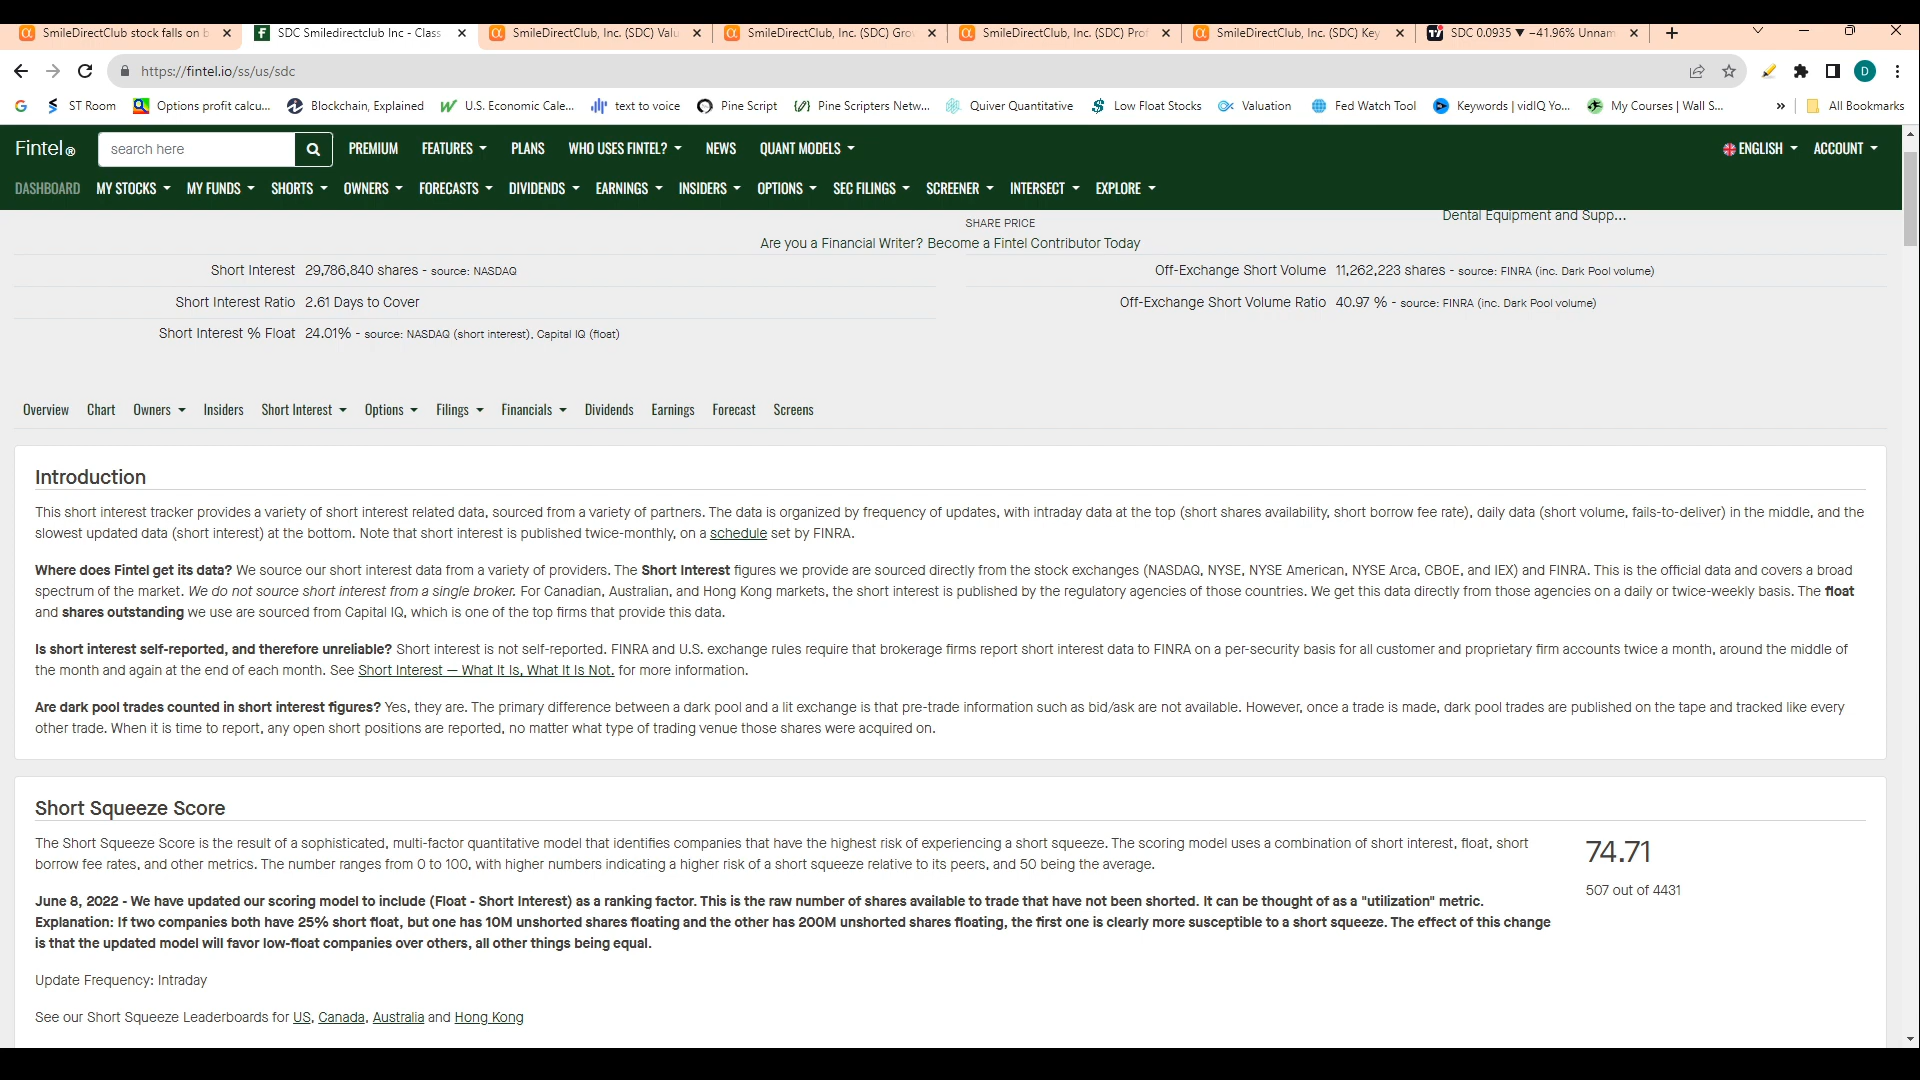 SmileDirectClub stock falls on b
SDC Smiledirectclub Inc - Class
SmileDirectClub, Inc. (SDC) Valu
SmileDirectClub, Inc. (SDC) Grow
SmileDirectClub, Inc. (SDC) Prof
SmileDirectClub, Inc. (SDC) Key
SDC 0.0935 ▼ −41.96% Unnam
https://fintel.io/ss/us/sdc
D
ST Room
Options profit calcu...
Blockchain, Explained
U.S. Economic Cale...
text to voice
Pine Script
Pine Scripters Netw...
Quiver Quantitative
Low Float Stocks
Valuation
Fed Watch Tool
Keywords | vidIQ Yo...
My Courses | Wall S...
»
All Bookmarks
Fintel®
search here
PREMIUM FEATURES PLANS WHO USES FINTEL? NEWS QUANT MODELS
ENGLISH ACCOUNT
DASHBOARD MY STOCKS MY FUNDS SHORTS OWNERS FORECASTS DIVIDENDS EARNINGS INSIDERS OPTIONS SEC FILINGS SCREENER INTERSECT EXPLORE
Dental Equipment and Supp...
SHARE PRICE
Are you a Financial Writer? Become a Fintel Contributor Today
Short Interest 29,786,840 shares - source: NASDAQ
Off-Exchange Short Volume 11,262,223 shares - source: FINRA (inc. Dark Pool volume)
Short Interest Ratio 2.61 Days to Cover
Off-Exchange Short Volume Ratio 40.97 % - source: FINRA (inc. Dark Pool volume)
Short Interest % Float 24.01% - source: NASDAQ (short interest), Capital IQ (float)
Overview Chart Owners Insiders Short Interest Options Filings Financials Dividends Earnings Forecast Screens
Introduction
This short interest tracker provides a variety of short interest related data, sourced from a variety of partners. The data is organized by frequency of updates, with intraday data at the top (short shares availability, short borrow fee rate), daily data (short volume, fails-to-deliver) in the middle, and the
slowest updated data (short interest) at the bottom. Note that short interest is published twice-monthly, on a schedule set by FINRA.
Where does Fintel get its data? We source our short interest data from a variety of providers. The Short Interest figures we provide are sourced directly from the stock exchanges (NASDAQ, NYSE, NYSE American, NYSE Arca, CBOE, and IEX) and FINRA. This is the official data and covers a broad
spectrum of the market. We do not source short interest from a single broker. For Canadian, Australian, and Hong Kong markets, the short interest is published by the regulatory agencies of those countries. We get this data directly from those agencies on a daily or twice-weekly basis. The float
and shares outstanding we use are sourced from Capital IQ, which is one of the top firms that provide this data.
Is short interest self-reported, and therefore unreliable? Short interest is not self-reported. FINRA and U.S. exchange rules require that brokerage firms report short interest data to FINRA on a per-security basis for all customer and proprietary firm accounts twice a month, around the middle of
the month and again at the end of each month. See Short Interest — What It Is, What It Is Not. for more information.
Are dark pool trades counted in short interest figures? Yes, they are. The primary difference between a dark pool and a lit exchange is that pre-trade information such as bid/ask are not available. However, once a trade is made, dark pool trades are published on the tape and tracked like every
other trade. When it is time to report, any open short positions are reported, no matter what type of trading venue those shares were acquired on.
Short Squeeze Score
The Short Squeeze Score is the result of a sophisticated, multi-factor quantitative model that identifies companies that have the highest risk of experiencing a short squeeze. The scoring model uses a combination of short interest, float, short
borrow fee rates, and other metrics. The number ranges from 0 to 100, with higher numbers indicating a higher risk of a short squeeze relative to its peers, and 50 being the average.
74.71
507 out of 4431
June 8, 2022 - We have updated our scoring model to include (Float - Short Interest) as a ranking factor. This is the raw number of shares available to trade that have not been shorted. It can be thought of as a "utilization" metric.
Explanation: If two companies both have 25% short float, but one has 10M unshorted shares floating and the other has 200M unshorted shares floating, the first one is clearly more susceptible to a short squeeze. The effect of this change
is that the updated model will favor low-float companies over others, all other things being equal.
Update Frequency: Intraday
See our Short Squeeze Leaderboards for US, Canada, Australia and Hong Kong